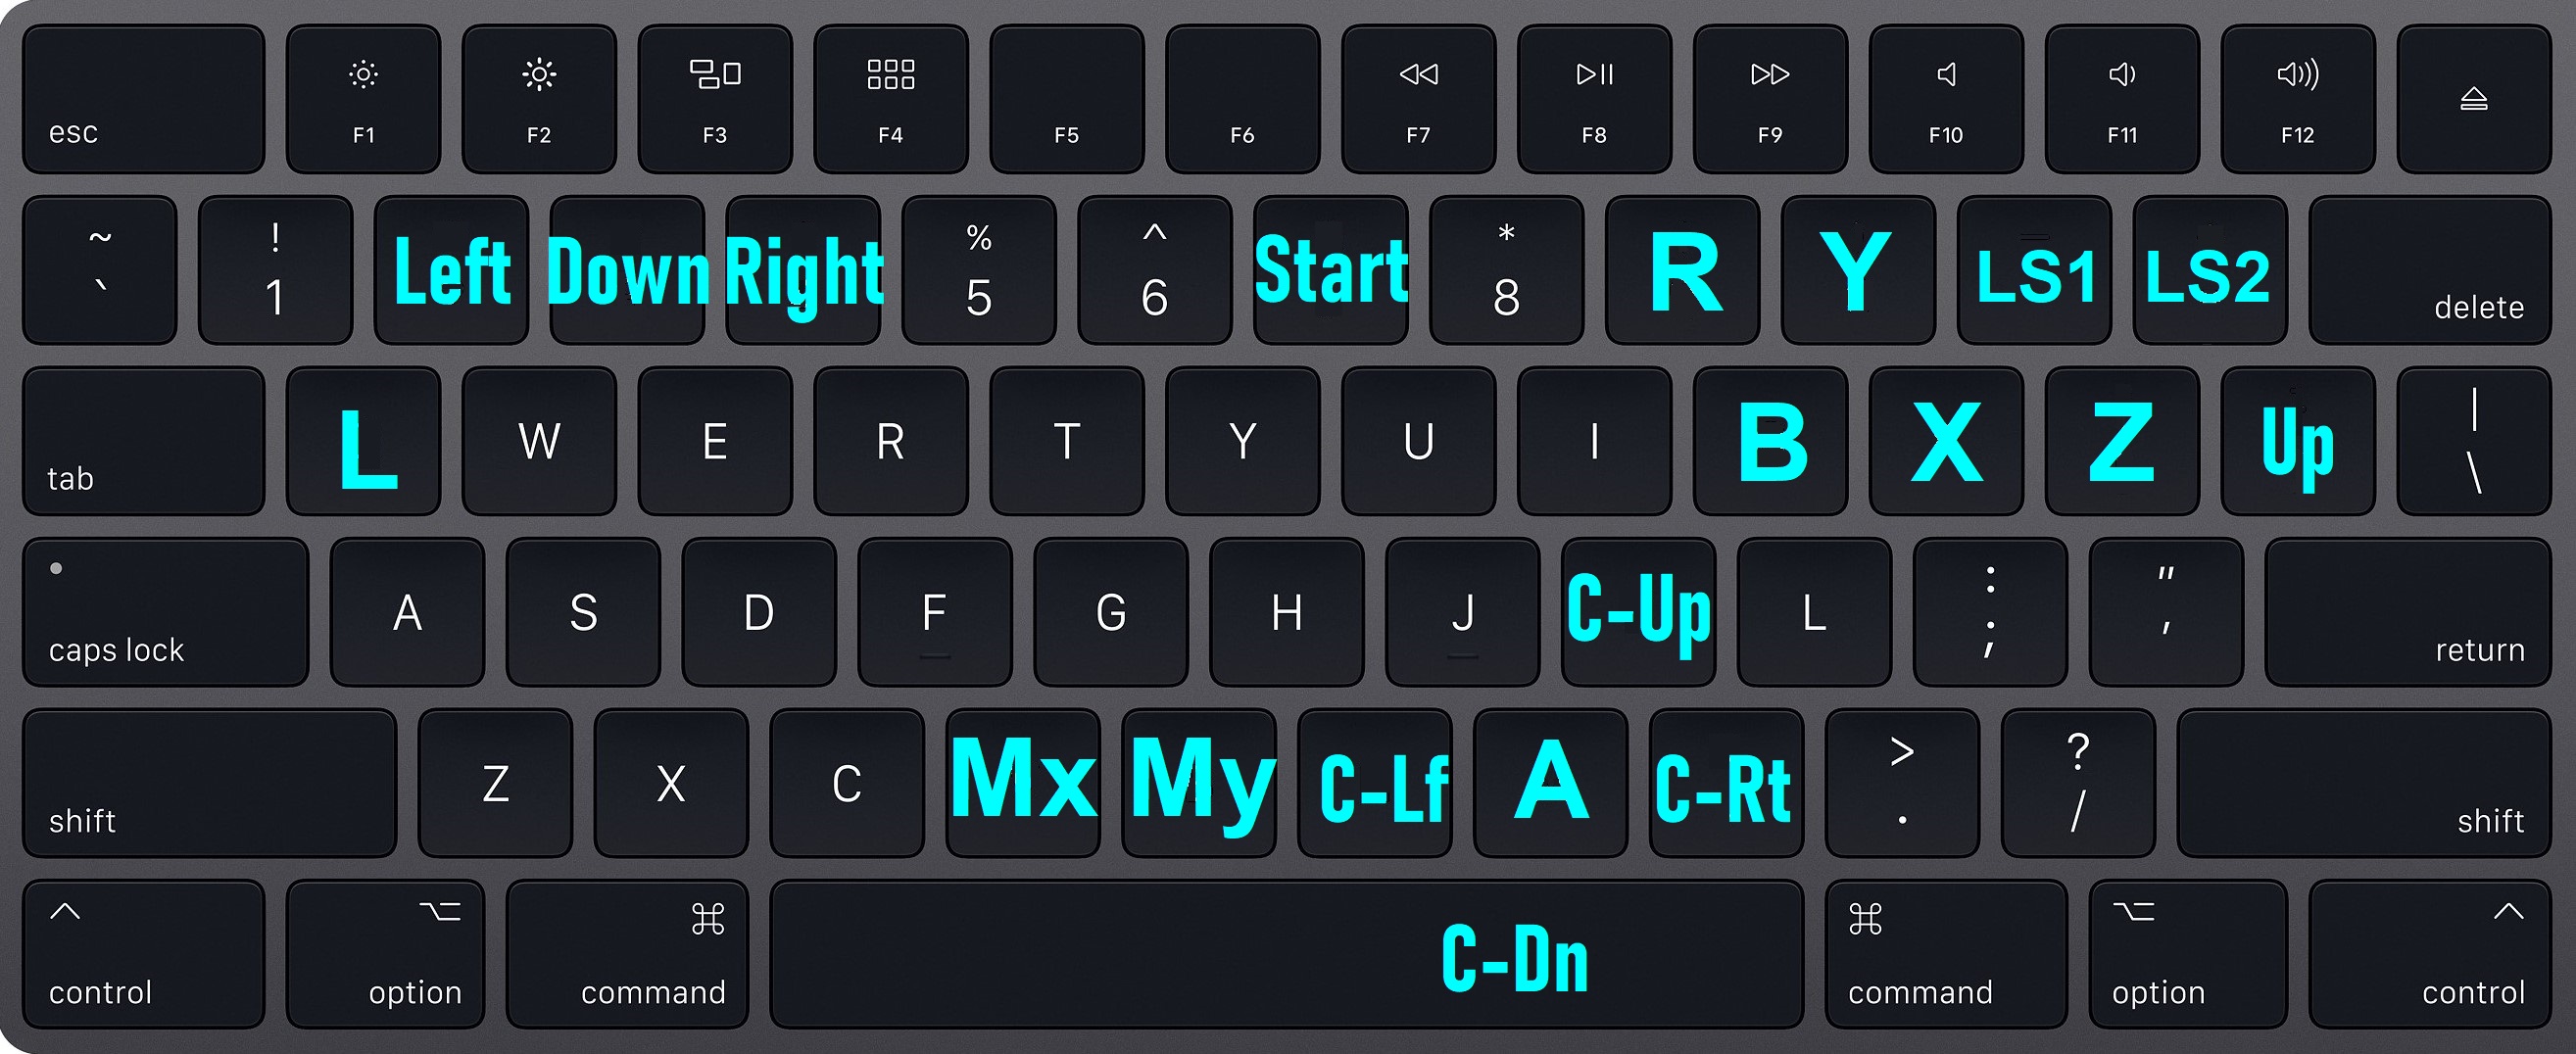 esc F1 F2 F3 F4 F5 F6 F7 F8 F9 F10 F11 F12
~ ` ! 1 Left Down Right % 5 ^ 6 Start * 8 R Y LS1 LS2 delete
tab L W E R T Y U I B X Z Up | \
caps lock A S D F G H J C-Up L : ; " ' return
shift Z X C Mx My C-Lf A C-Rt > . ? / shift
control option command C-Dn command option control